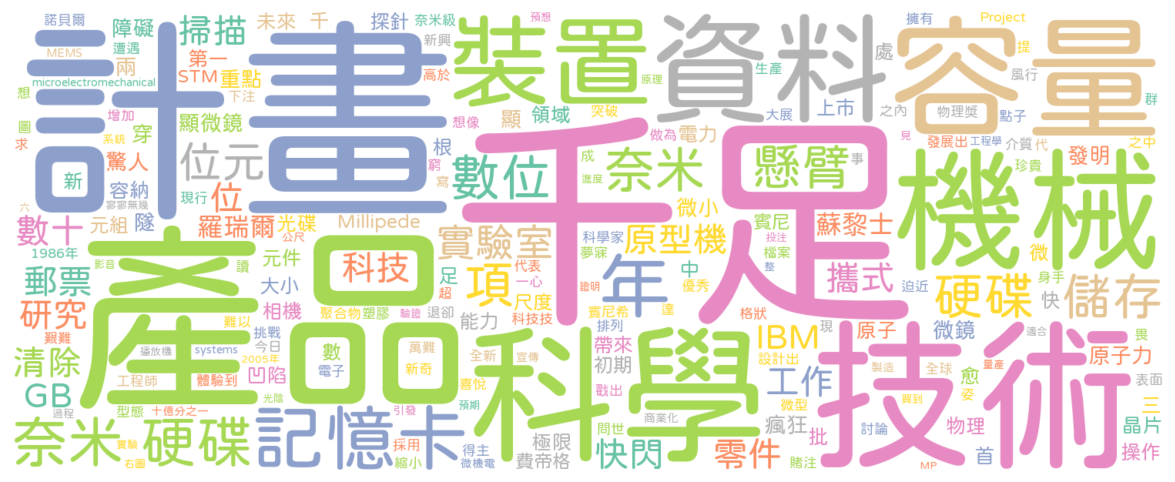 諾貝爾
障礙
掃描
未來
千
探針
奈米級
預想
裝置
資料
擁有
Project
容量
MEMS
遭遇
兩
第一
新興
處
提
計畫
microelectromechanical
STM
重點
高於
原理
生產
風行
想
下注
群
圖
增加
顯微鏡
想像
顯
領域
突破
大展
上市
之內
物理獎
點子
求
系統
穿
做為
電力
見
發展出
工程學
介質
代
之中
驚人
位元
根
數位
成
奈米
懸臂
事
機械
發明
新
容納
窮
進度
珍貴
現行
位
寫
千足
六
寥寥無幾
元組
隧
羅瑞爾
光碟
Millipede
微小
賓尼
蘇黎士
數十
公尺
實驗室
科學家
原型機
投注
1986年
產品
元件
夢寐
檔案
微
影音
讀
科技
足
代表
年
中
整
攜式
迫近
身手
郵票
大小
超
項
一心
尺度
證明
優秀
硬碟
快
儲存
研究
相機
聚合物
塑膠
驗證
退卻
科技技
賓尼希
達
格狀
艱難
難以
挑戰
能力
排列
IBM
原子
微鏡
適合
畏
播放機
systems
今日
數
萬難
全新
宣傳
科學
帶來
現
技術
原子力
清除
2005年
電子
新奇
初期
設計出
工程師
體驗到
凹陷
喜悅
戳出
工作
製造
全球
愈
量產
表面
GB
光陰
姿
型態
十億分之一
引發
預期
商業化
微型
買到
三
過程
記憶卡
問世
瘋狂
批
討論
物理
晶片
奈米
硬碟
實驗
採用
得主
極限
快閃
零件
首
操作
右圖
縮小
微機電
費帝格
賭注
MP